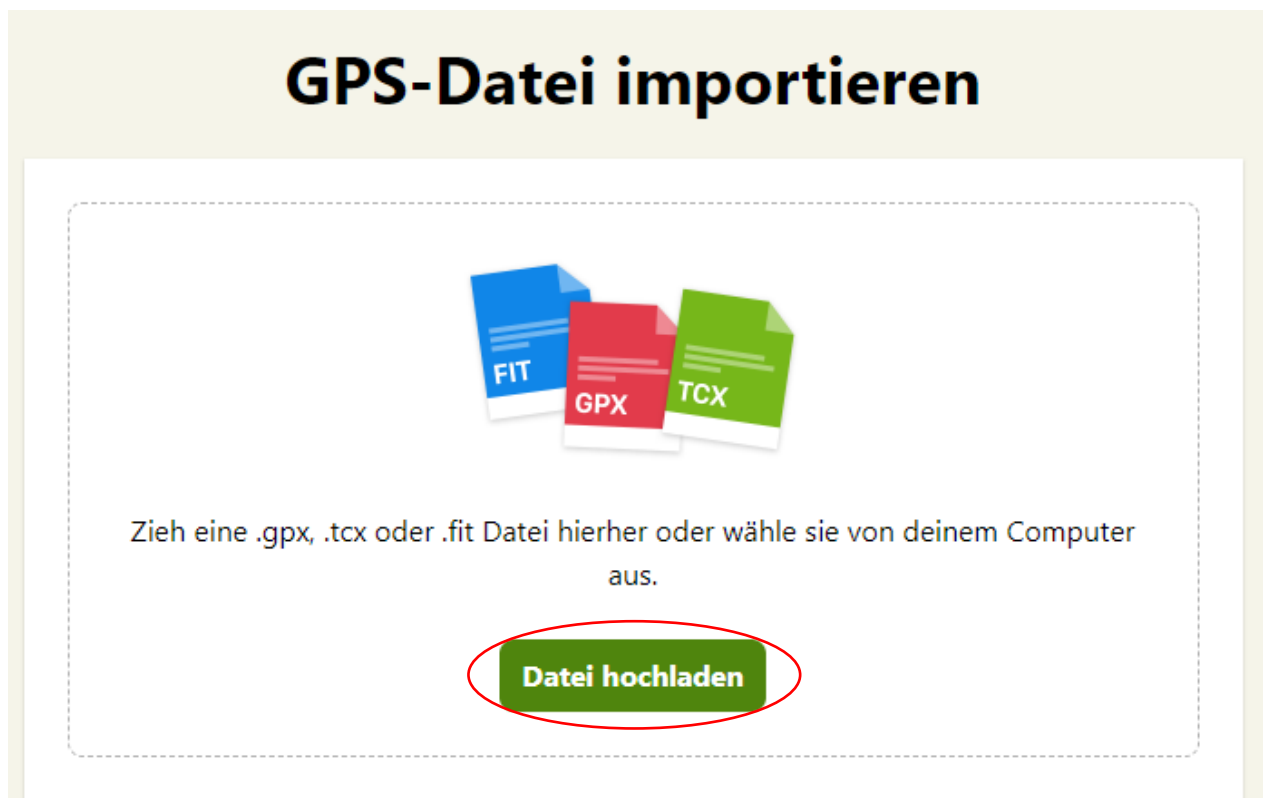 GPS-Datei importieren
FIT
GPX
TCX
Zieh eine .gpx, .tcx oder .fit Datei hierher oder wähle sie von deinem Computer
aus.
Datei hochladen